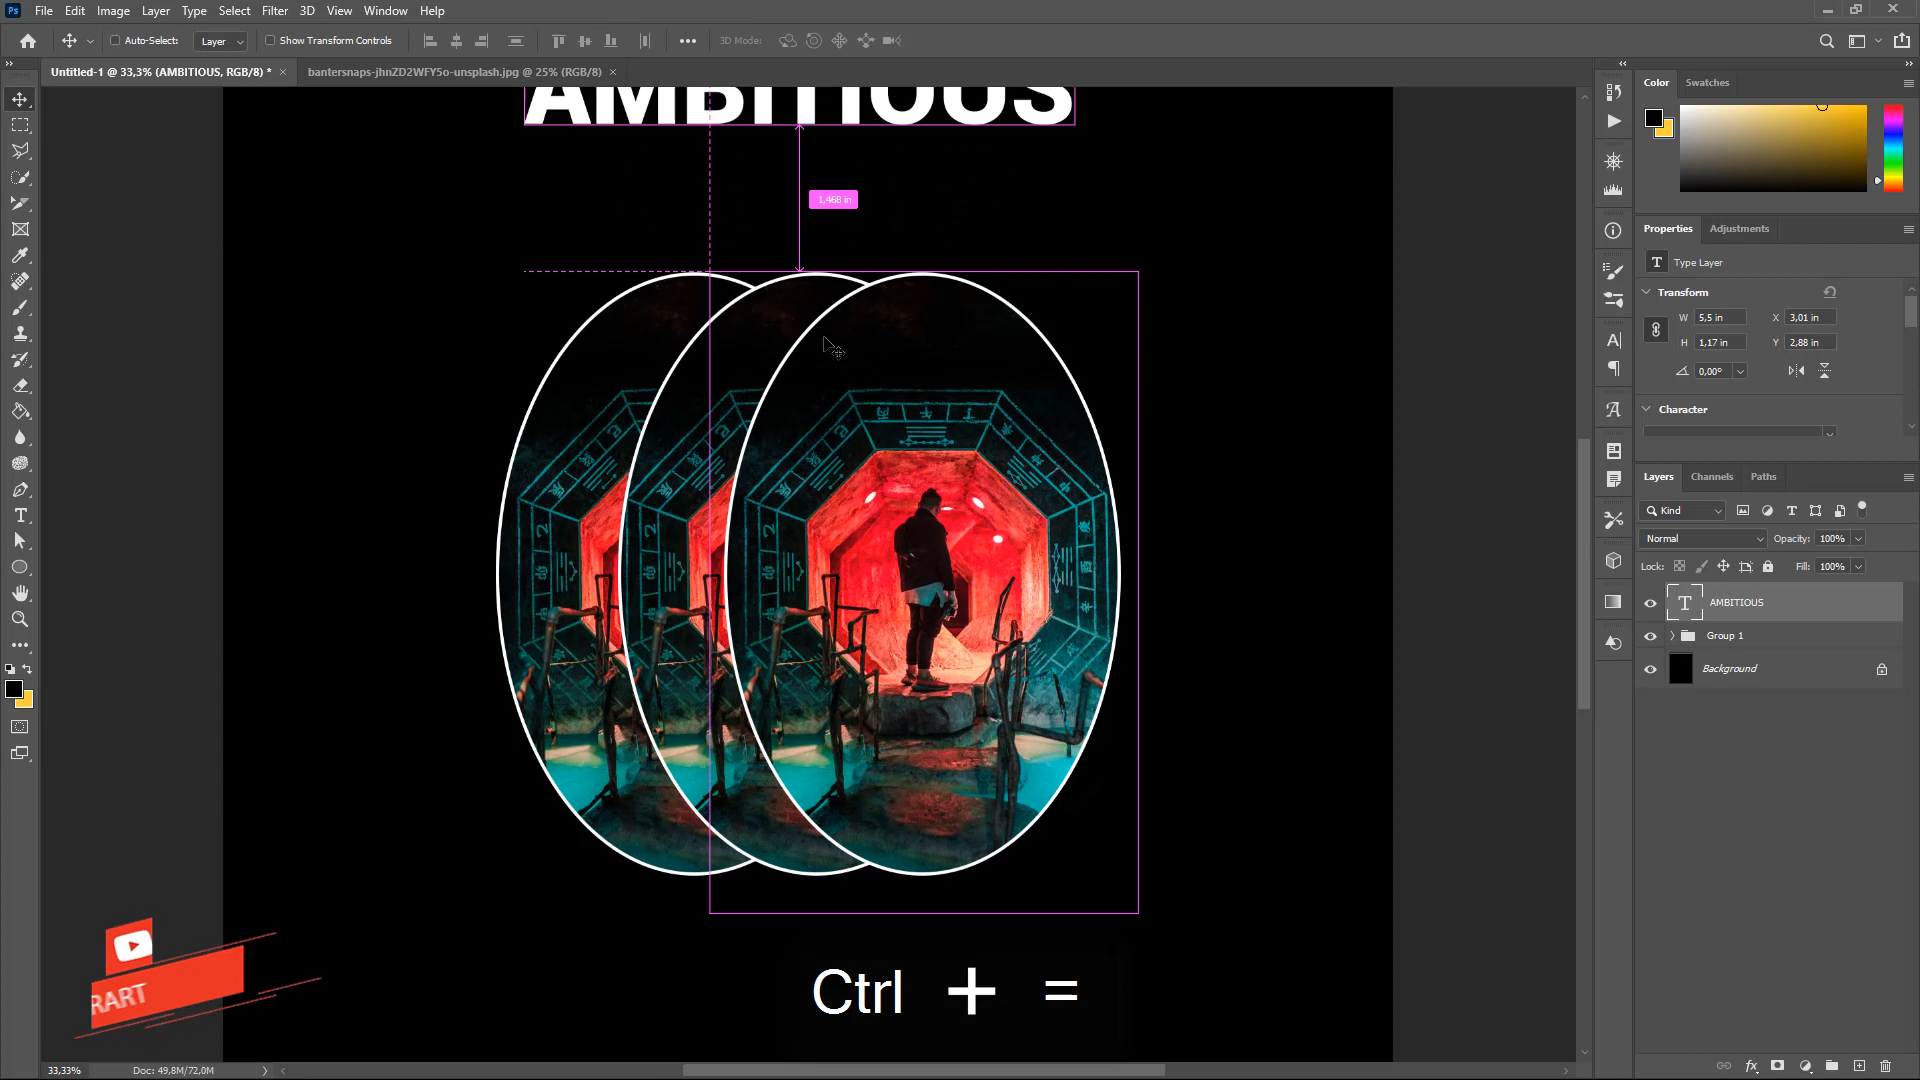 Ps File Edit Image Layer Type Select Filter 3D View Window Help
Auto-Select: Layer Show Transform Controls 3D Mode:
Untitled-1 @ 33,3% (AMBITIOUS, RGB/8) * bantersnaps-jhnZD2WFY5o-unsplash.jpg @ 25% (RGB/8)
AMBITIOUS
1,468 in
Color Swatches
Properties Adjustments
T Type Layer
Transform
W 5,5 in X 3,01 in
H 1,17 in Y 2,88 in
0,00°
Character
Layers Channels Paths
Kind
Normal Opacity: 100%
Lock: Fill: 100%
T AMBITIOUS
Group 1
Background
RART
Ctrl + =
33,33% Doc: 49,8M/72,0M